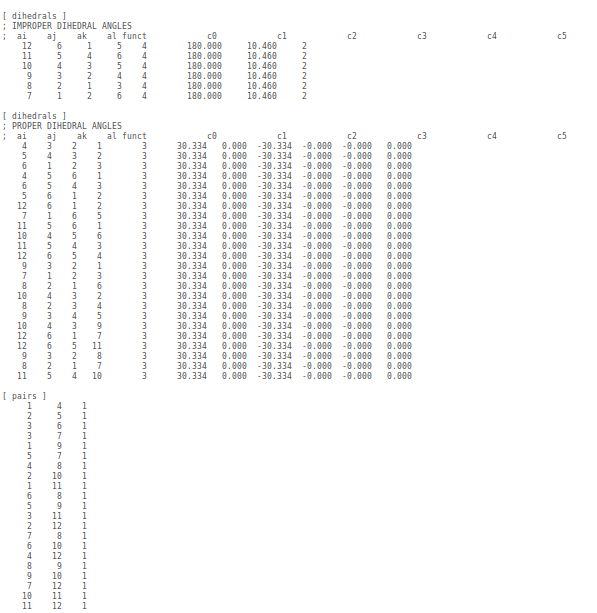 [ dihedrals ]
; IMPROPER DIHEDRAL ANGLES
; ai aj ak al funct c0 c1 c2 c3 c4 c5
12 6 1 5 4 180.000 10.460 2
11 5 4 6 4 180.000 10.460 2
10 4 3 5 4 180.000 10.460 2
9 3 2 4 4 180.000 10.460 2
8 2 1 3 4 180.000 10.460 2
7 1 2 6 4 180.000 10.460 2
[ dihedrals ]
; PROPER DIHEDRAL ANGLES
; ai aj ak al funct c0 c1 c2 c3 c4 c5
4 3 2 1 3 30.334 0.000 -30.334 -0.000 -0.000 0.000
5 4 3 2 3 30.334 0.000 -30.334 -0.000 -0.000 0.000
6 1 2 3 3 30.334 0.000 -30.334 -0.000 -0.000 0.000
4 5 6 1 3 30.334 0.000 -30.334 -0.000 -0.000 0.000
6 5 4 3 3 30.334 0.000 -30.334 -0.000 -0.000 0.000
5 6 1 2 3 30.334 0.000 -30.334 -0.000 -0.000 0.000
12 6 1 2 3 30.334 0.000 -30.334 -0.000 -0.000 0.000
7 1 6 5 3 30.334 0.000 -30.334 -0.000 -0.000 0.000
11 5 6 1 3 30.334 0.000 -30.334 -0.000 -0.000 0.000
10 4 5 6 3 30.334 0.000 -30.334 -0.000 -0.000 0.000
11 5 4 3 3 30.334 0.000 -30.334 -0.000 -0.000 0.000
12 6 5 4 3 30.334 0.000 -30.334 -0.000 -0.000 0.000
9 3 2 1 3 30.334 0.000 -30.334 -0.000 -0.000 0.000
7 1 2 3 3 30.334 0.000 -30.334 -0.000 -0.000 0.000
8 2 1 6 3 30.334 0.000 -30.334 -0.000 -0.000 0.000
10 4 3 2 3 30.334 0.000 -30.334 -0.000 -0.000 0.000
8 2 3 4 3 30.334 0.000 -30.334 -0.000 -0.000 0.000
9 3 4 5 3 30.334 0.000 -30.334 -0.000 -0.000 0.000
10 4 3 9 3 30.334 0.000 -30.334 -0.000 -0.000 0.000
12 6 1 7 3 30.334 0.000 -30.334 -0.000 -0.000 0.000
12 6 5 11 3 30.334 0.000 -30.334 -0.000 -0.000 0.000
9 3 2 8 3 30.334 0.000 -30.334 -0.000 -0.000 0.000
8 2 1 7 3 30.334 0.000 -30.334 -0.000 -0.000 0.000
11 5 4 10 3 30.334 0.000 -30.334 -0.000 -0.000 0.000
[ pairs ]
1 4 1
2 5 1
3 6 1
3 7 1
1 9 1
5 7 1
4 8 1
2 10 1
1 11 1
6 8 1
5 9 1
3 11 1
2 12 1
7 8 1
6 10 1
4 12 1
8 9 1
9 10 1
7 12 1
10 11 1
11 12 1